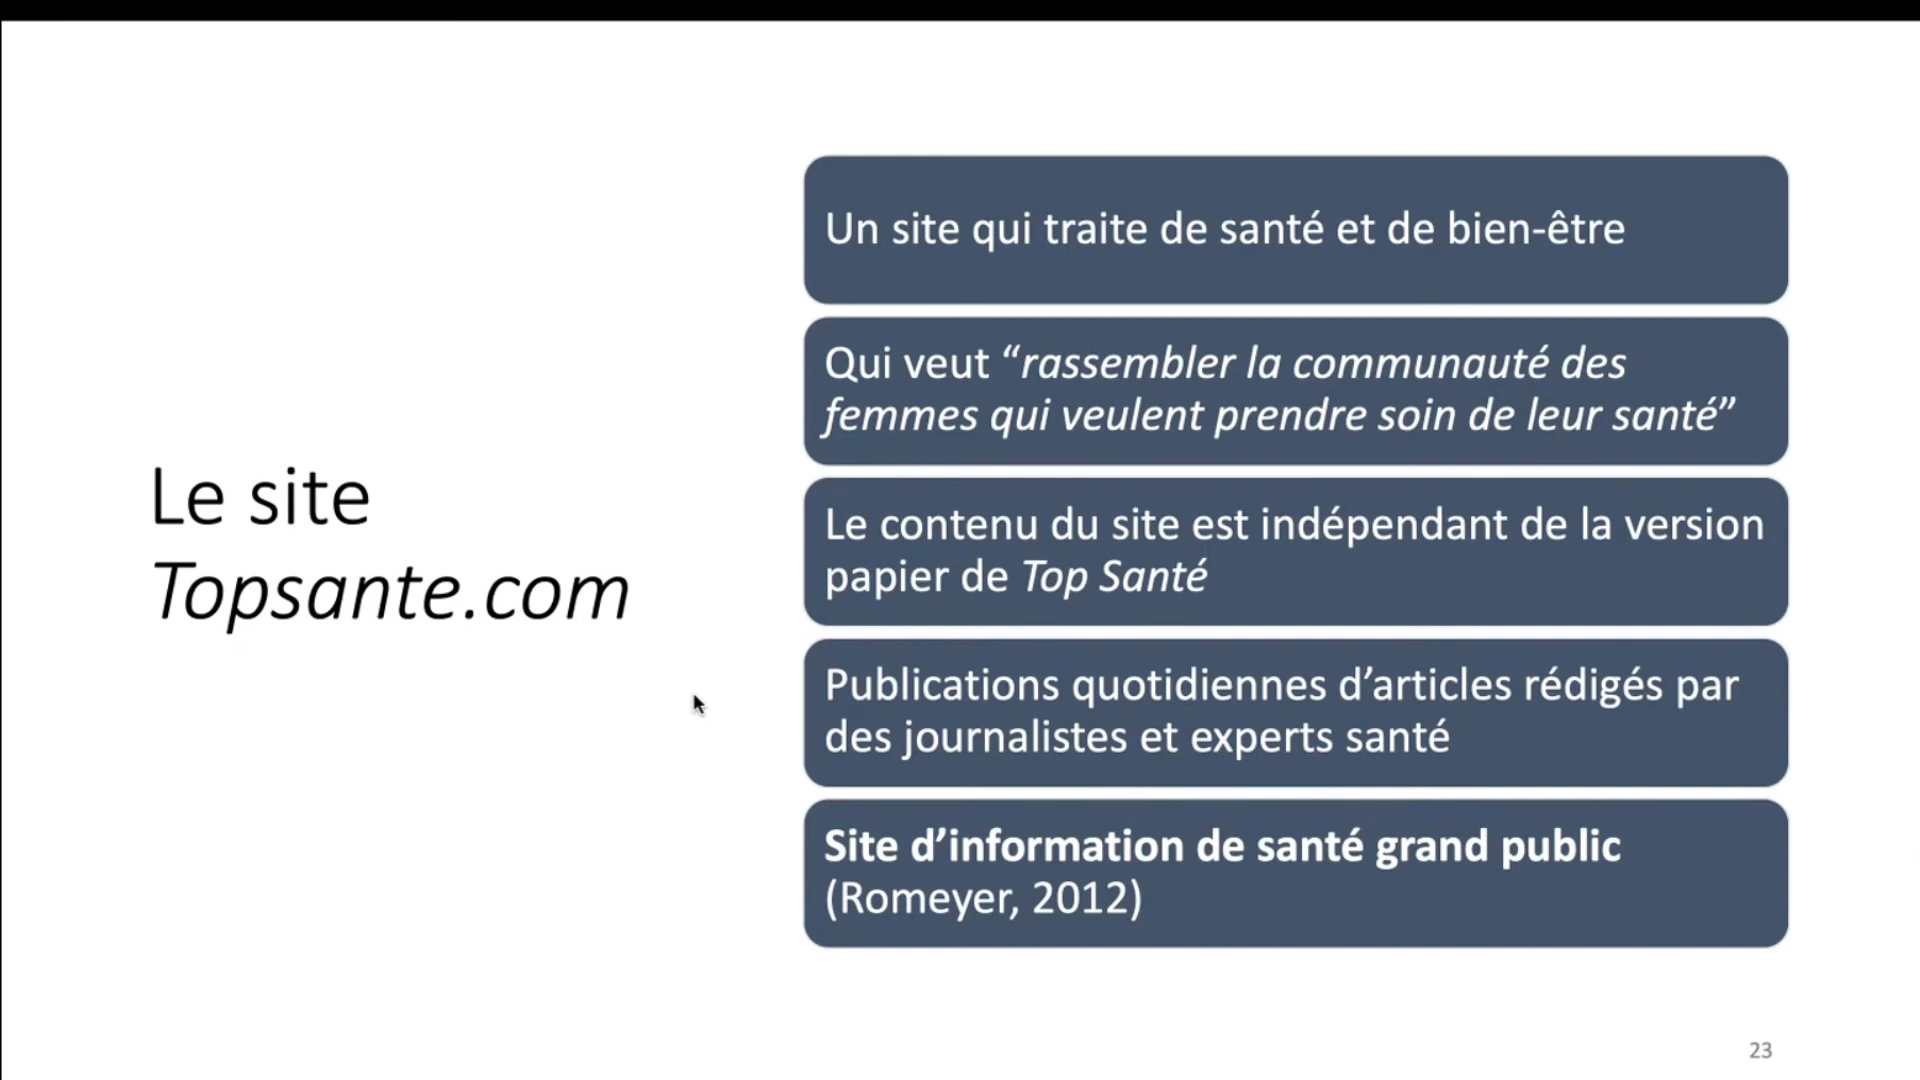 Le site
Topsante.com
Un site qui traite de santé et de bien-être
Qui veut “rassembler la communauté des
femmes qui veulent prendre soin de leur santé”
Le contenu du site est indépendant de la version
papier de Top Santé
Publications quotidiennes d’articles rédigés par
des journalistes et experts santé
Site d’information de santé grand public
(Romeyer, 2012)
23